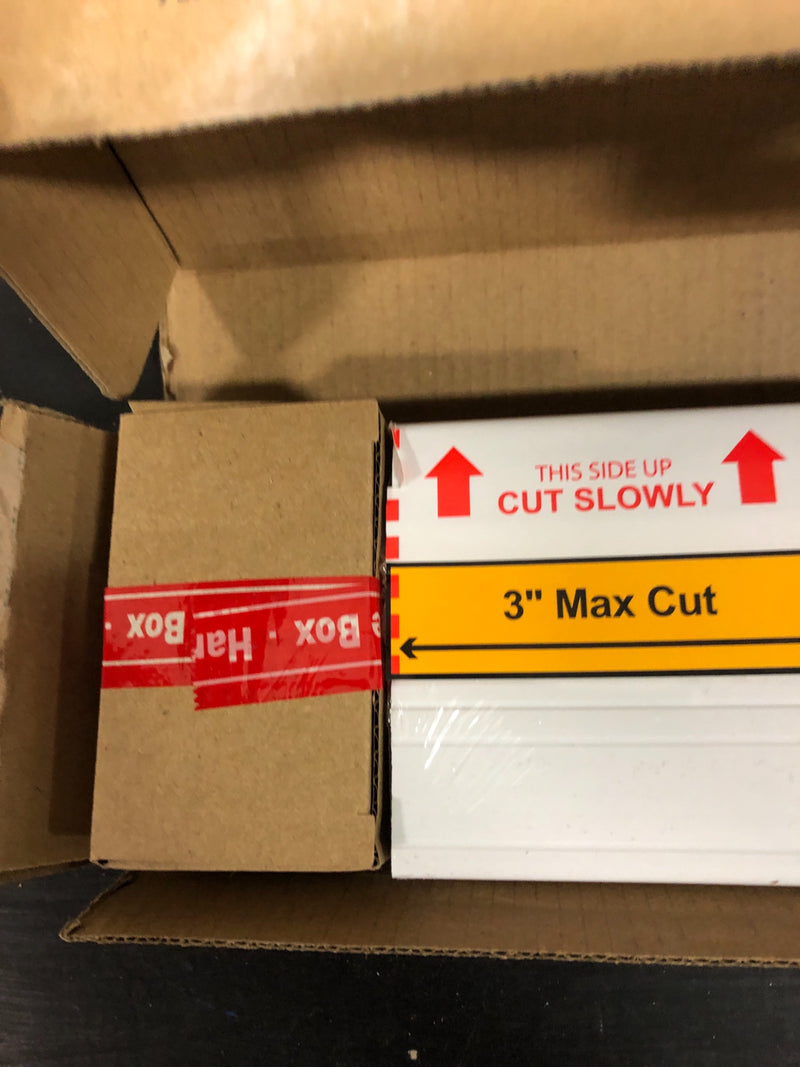 THIS SIDE UP
CUT SLOWLY
3" Max Cut
Box · Har
e Box ·